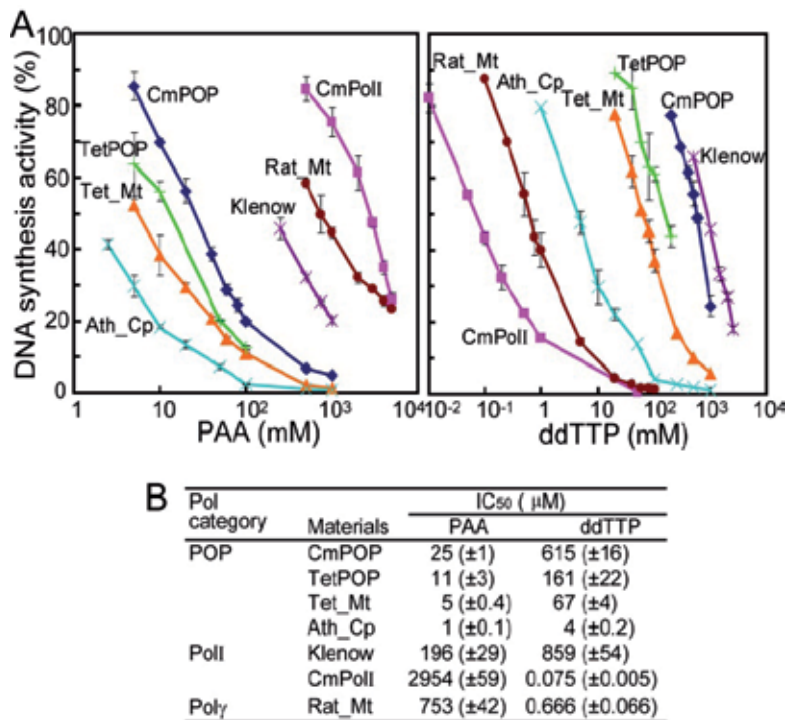 A
DNA synthesis activity (%)
100
80
60
40
20
0
CmPOP
TetPOP
Tet_Mt
Ath_Cp
CmPolI
Rat_Mt
Klenow
1 10 10² 10³ 10⁴
PAA (mM)
Rat_Mt
Ath_Cp
TetPOP
Tet_Mt
CmPOP
Klenow
CmPolI
10⁻² 10⁻¹ 1 10 10² 10³ 10⁴
ddTTP (mM)
B
Pol category Materials IC₅₀ ( μM)
PAA ddTTP
POP CmPOP 25 (±1) 615 (±16)
TetPOP 11 (±3) 161 (±22)
Tet_Mt 5 (±0.4) 67 (±4)
Ath_Cp 1 (±0.1) 4 (±0.2)
PolI Klenow 196 (±29) 859 (±54)
CmPolI 2954 (±59) 0.075 (±0.005)
Polγ Rat_Mt 753 (±42) 0.666 (±0.066)